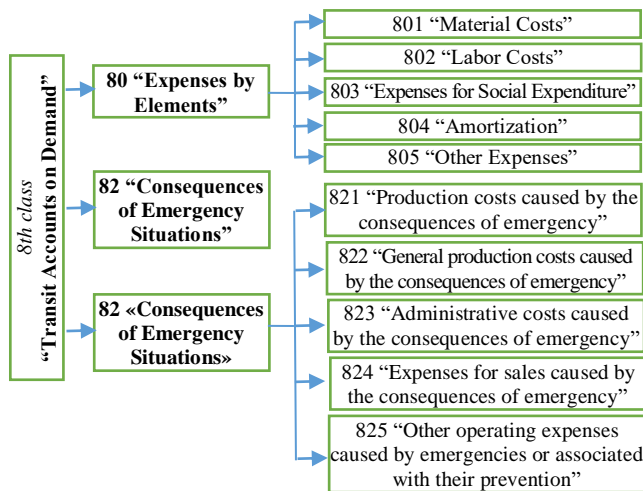 8th class
“Transit Accounts on Demand”
80 “Expenses by
Elements”
801 “Material Costs”
802 “Labor Costs”
803 “Expenses for Social Expenditure”
804 “Amortization”
805 “Other Expenses”
82 “Consequences
of Emergency
Situations”
82 «Consequences
of Emergency
Situations»
821 “Production costs caused by the
consequences of emergency”
822 “General production costs caused
by the consequences of emergency”
823 “Administrative costs caused
by the consequences of emergency”
824 “Expenses for sales caused by
the consequences of emergency”
825 “Other operating expenses
caused by emergencies or associated
with their prevention”